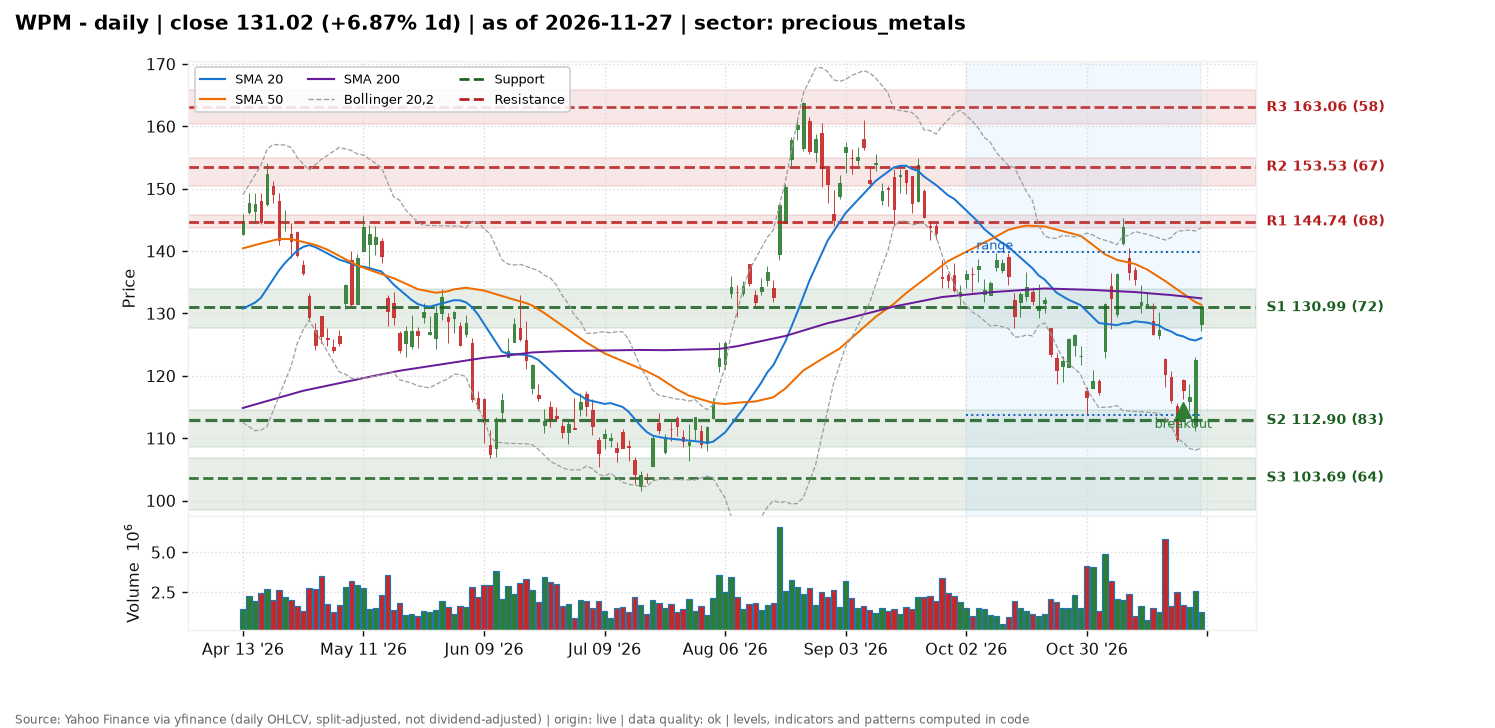 WPM - daily | close 131.02 (+6.87% 1d) | as of 2026-11-27 | sector: precious_metals
SMA 20
SMA 50
SMA 200
Bollinger 20,2
Support
Resistance
Price
170
160
150
140
130
120
110
100
R3 163.06 (58)
R2 153.53 (67)
R1 144.74 (68)
range
S1 130.99 (72)
S2 112.90 (83)
breakout
S3 103.69 (64)
Volume 10⁶
5.0
2.5
Apr 13 '26
May 11 '26
Jun 09 '26
Jul 09 '26
Aug 06 '26
Sep 03 '26
Oct 02 '26
Oct 30 '26
Source: Yahoo Finance via yfinance (daily OHLCV, split-adjusted, not dividend-adjusted) | origin: live | data quality: ok | levels, indicators and patterns computed in code